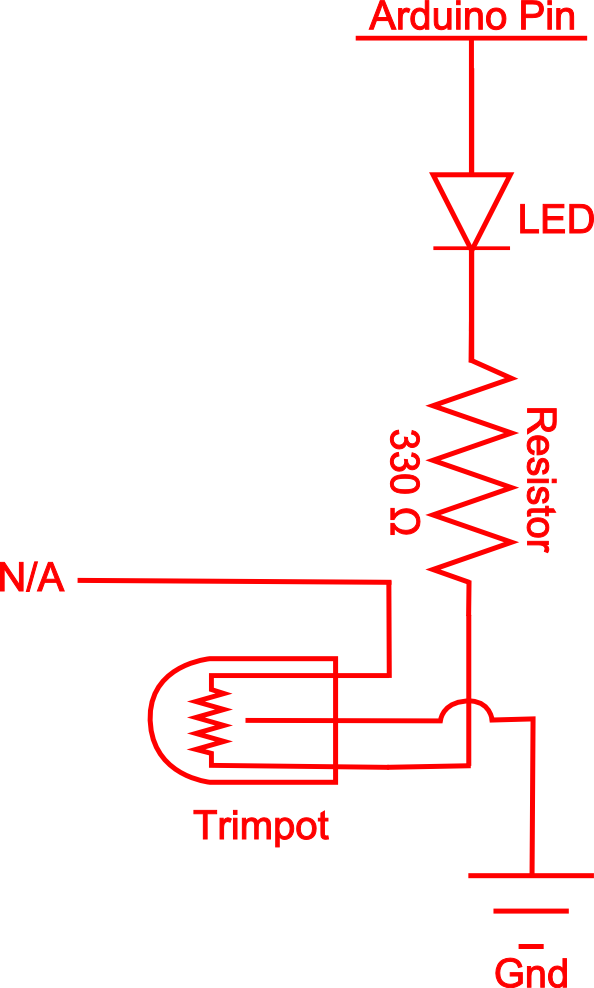 Arduino Pin
LED
Resistor
330 Ω
N/A
Trimpot
Gnd